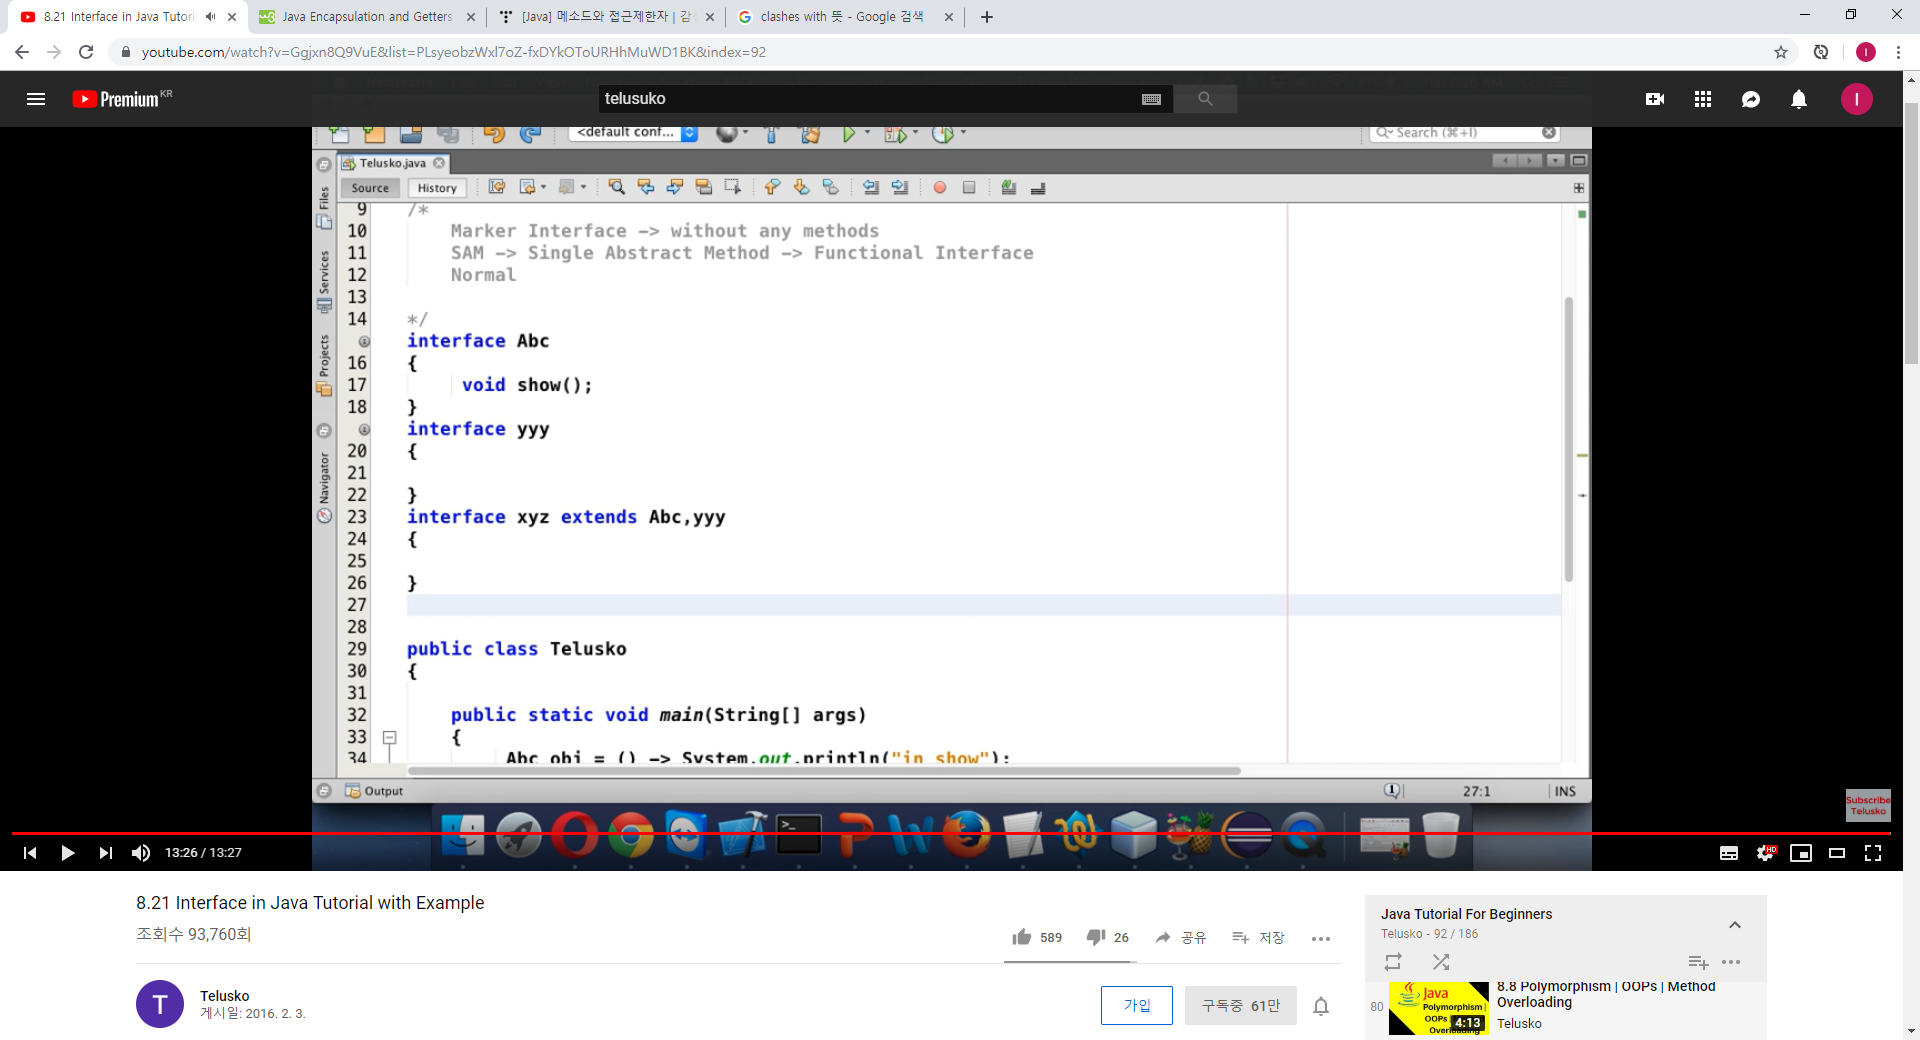 8.21 Interface in Java Tutori
Java Encapsulation and Getters
[Java] 메소드와 접근제한자 | 감
clashes with 뜻 - Google 검색
youtube.com/watch?v=Ggjxn8Q9VuE&list=PLsyeobzWxl7oZ-fxDYkOToURHhMuWD1BK&index=92
I
Premium KR
telusuko
I
<default conf...
Search (⌘+I)
Telusko.java
Source
History
Files
Services
Projects
Navigator
9 /*
10 Marker Interface -> without any methods
11 SAM -> Single Abstract Method -> Functional Interface
12 Normal
13
14 */
interface Abc
16 {
17 void show();
18 }
interface yyy
20 {
21
22 }
23 interface xyz extends Abc,yyy
24 {
25
26 }
27
28
29 public class Telusko
30 {
31
32 public static void main(String[] args)
33 {
34 Abc obj = () -> System.out.println("in show");
Output
1
27:1
INS
Subscribe
Telusko
13:26 / 13:27
HD
8.21 Interface in Java Tutorial with Example
조회수 93,760회
589
26
공유
저장
T
Telusko
게시일: 2016. 2. 3.
가입
구독중 61만
Java Tutorial For Beginners
Telusko - 92 / 186
80
Java
Polymorphism |
OOPs |
4:13
8.8 Polymorphism | OOPs | Method
Overloading
Telusko